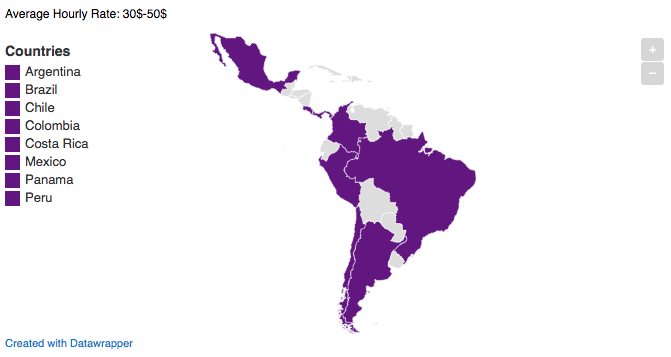 Average Hourly Rate: 30$-50$
Countries
Argentina
Brazil
Chile
Colombia
Costa Rica
Mexico
Panama
Peru
+
−
Created with Datawrapper